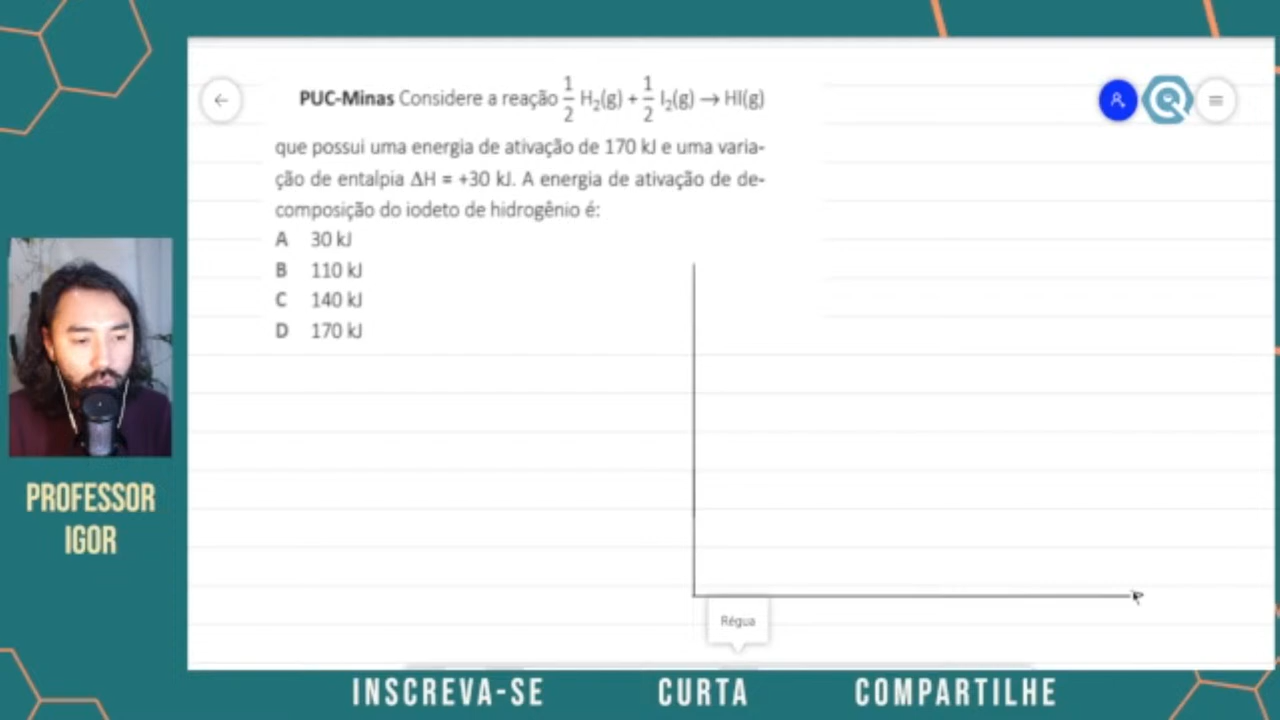 PUC-Minas Considere a reação 1/2 H₂(g) + 1/2 I₂(g) → HI(g)
que possui uma energia de ativação de 170 kJ e uma varia-
ção de entalpia ΔH = +30 kJ. A energia de ativação de de-
composição do iodeto de hidrogênio é:
A 30 kJ
B 110 kJ
C 140 kJ
D 170 kJ
PROFESSOR
IGOR
Régua
INSCREVA-SE CURTA COMPARTILHE